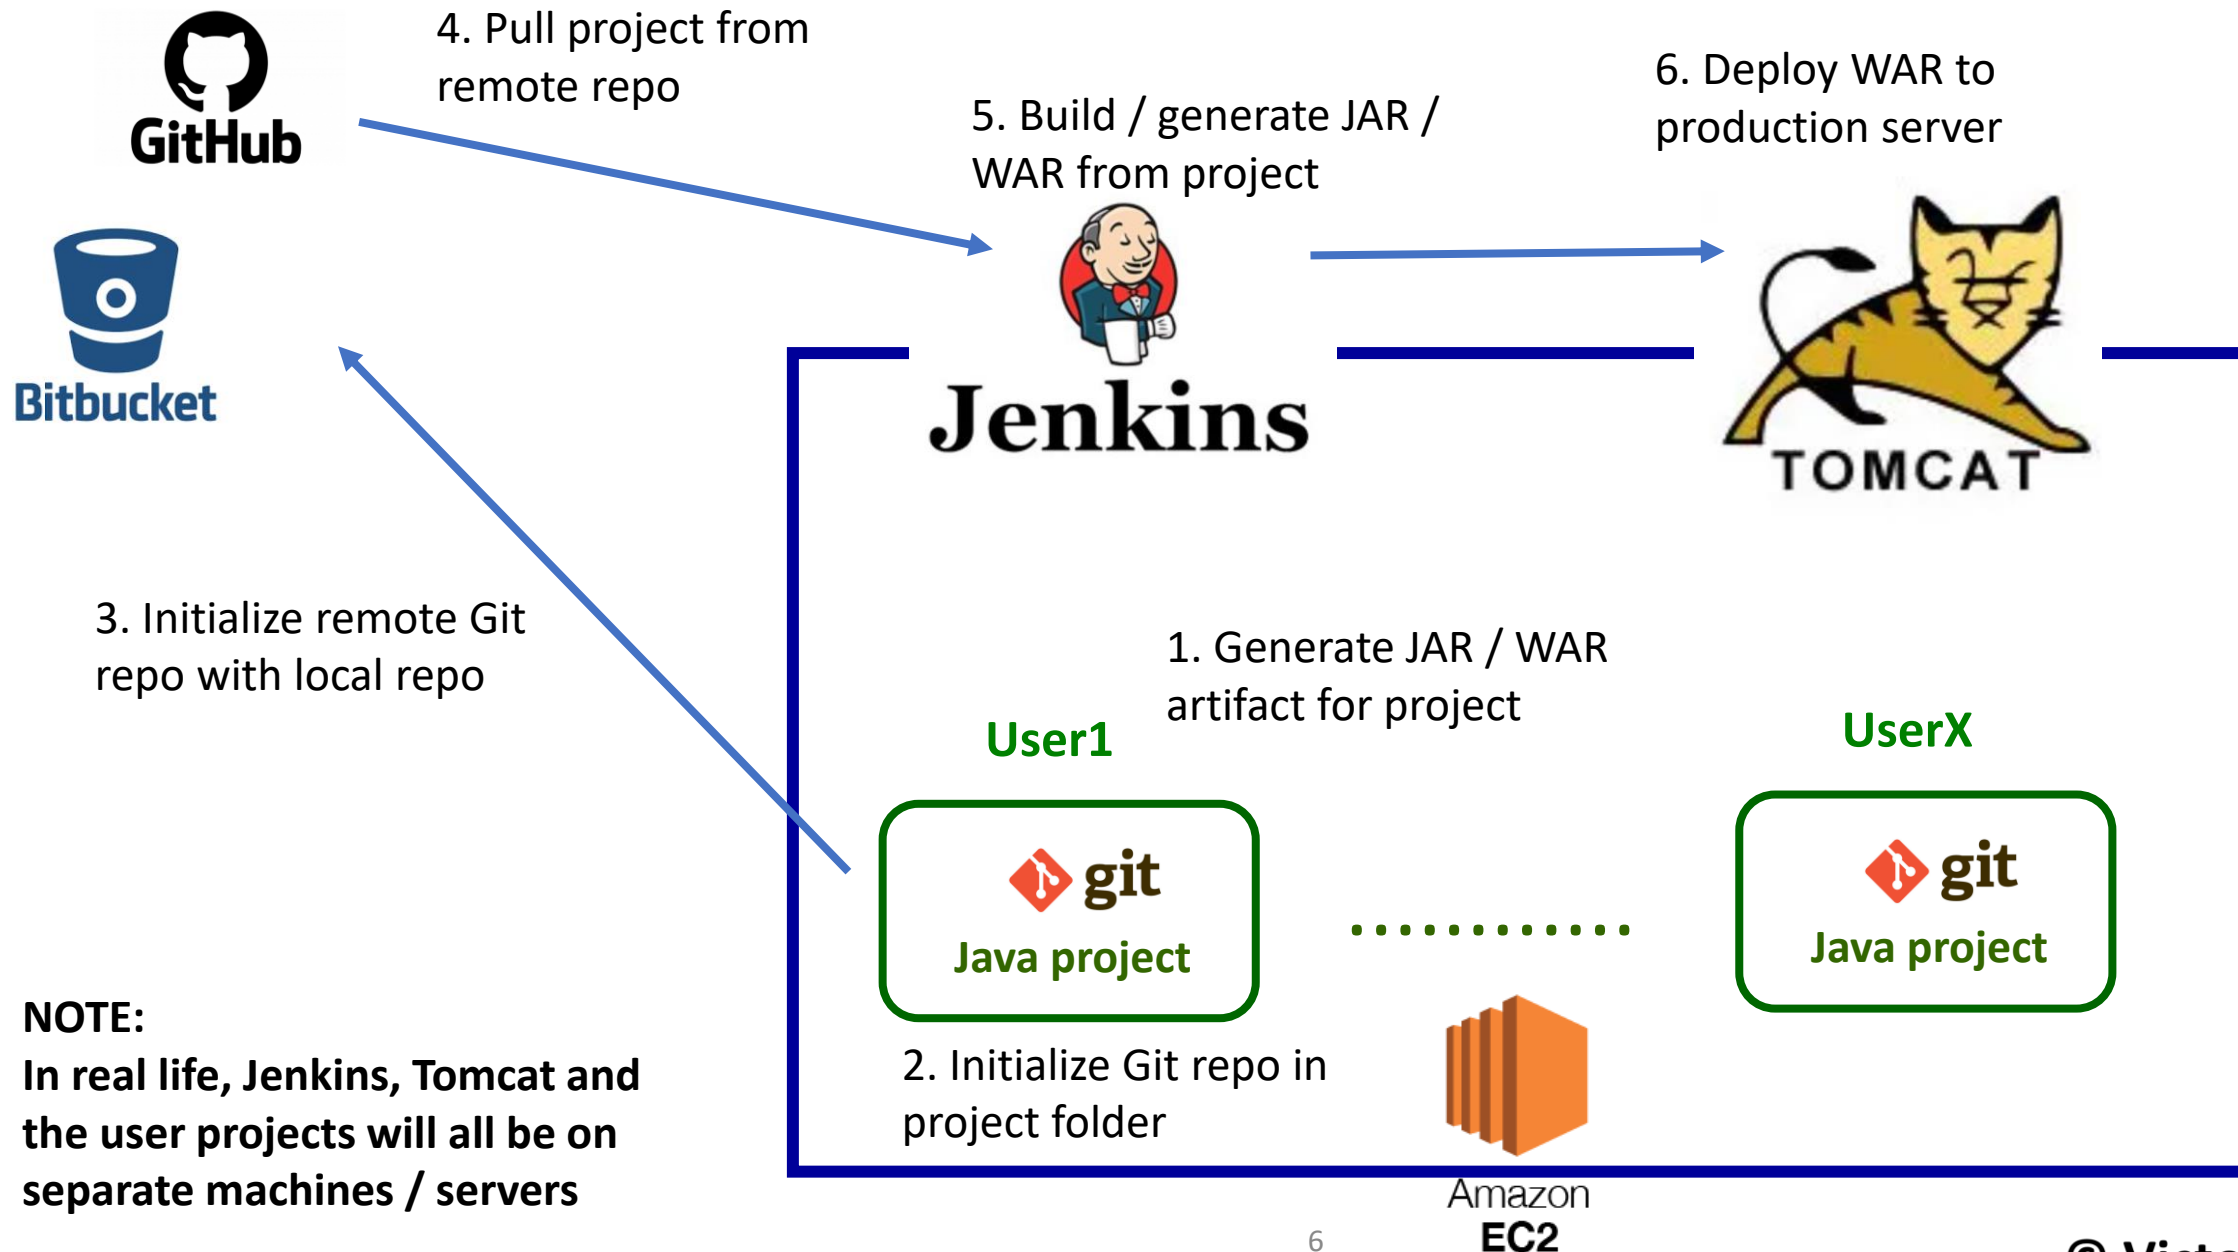 4. Pull project from
remote repo
GitHub
5. Build / generate JAR /
WAR from project
6. Deploy WAR to
production server
Bitbucket
Jenkins
TOMCAT
3. Initialize remote Git
repo with local repo
1. Generate JAR / WAR
artifact for project
User1
UserX
git
Java project
git
Java project
2. Initialize Git repo in
project folder
NOTE:
In real life, Jenkins, Tomcat and
the user projects will all be on
separate machines / servers
Amazon
EC2
6